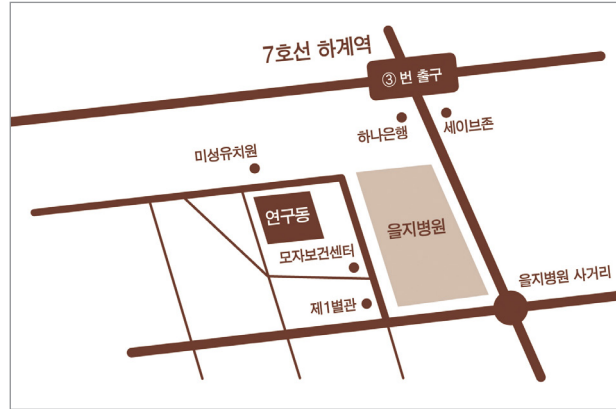 7호선 하계역
③ 번 출구
하나은행
세이브존
미성유치원
연구동
을지병원
모자보건센터
을지병원 사거리
제1별관